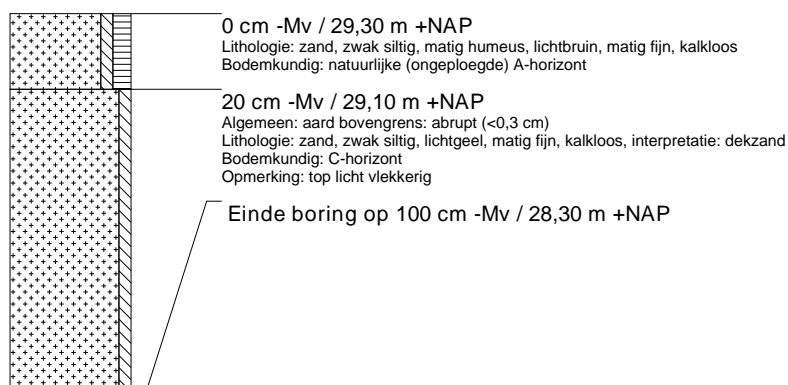 0 cm -Mv / 29,30 m +NAP
Lithologie: zand, zwak siltig, matig humeus, lichtbruin, matig fijn, kalkloos
Bodemkundig: natuurlijke (ongeploegde) A-horizont
20 cm -Mv / 29,10 m +NAP
Algemeen: aard bovengrens: abrupt (<0,3 cm)
Lithologie: zand, zwak siltig, lichtgeel, matig fijn, kalkloos, interpretatie: dekzand
Bodemkundig: C-horizont
Opmerking: top licht vlekkerig
Einde boring op 100 cm -Mv / 28,30 m +NAP